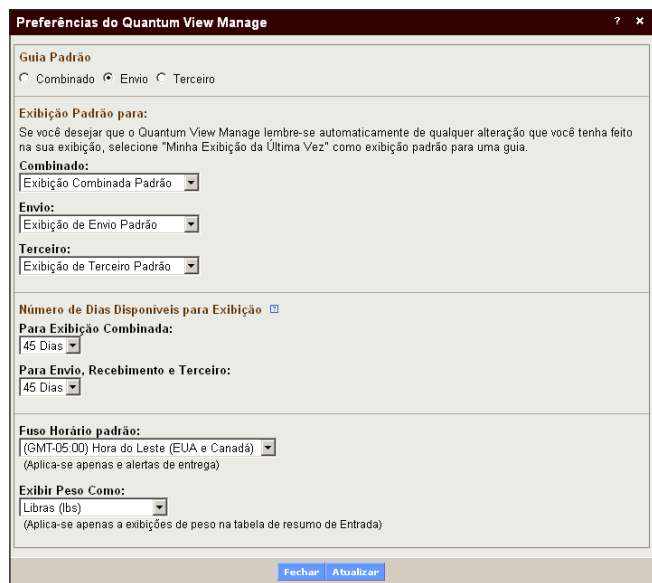 Preferências do Quantum View Manage ? ×
Guia Padrão
Combinado Envio Terceiro
Exibição Padrão para:
Se você desejar que o Quantum View Manage lembre-se automaticamente de qualquer alteração que você tenha feito
na sua exibição, selecione "Minha Exibição da Última Vez" como exibição padrão para uma guia.
Combinado:
Exibição Combinada Padrão
Envio:
Exibição de Envio Padrão
Terceiro:
Exibição de Terceiro Padrão
Número de Dias Disponíveis para Exibição ?
Para Exibição Combinada:
45 Dias
Para Envio, Recebimento e Terceiro:
45 Dias
Fuso Horário padrão:
(GMT-05:00) Hora do Leste (EUA e Canadá)
(Aplica-se apenas e alertas de entrega)
Exibir Peso Como:
Libras (lbs)
(Aplica-se apenas a exibições de peso na tabela de resumo de Entrada)
Fechar Atualizar